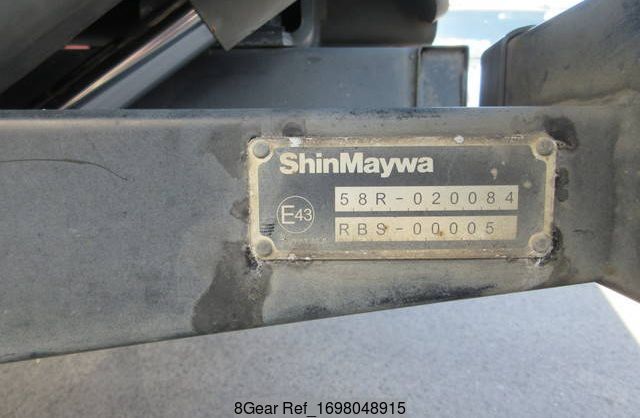 ShinMaywa
E43
58R-020084
RBS-00005
8Gear Ref_1698048915